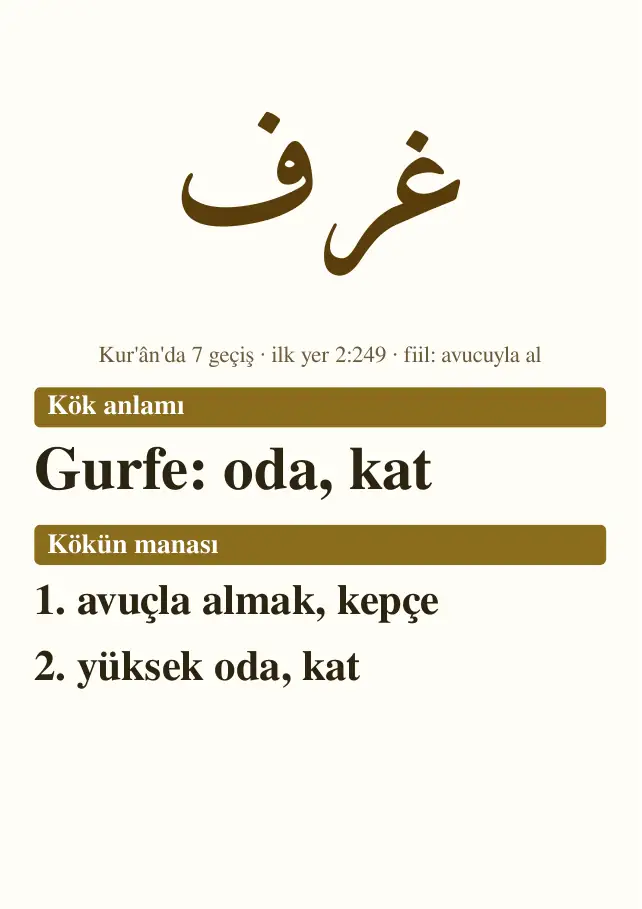 غرف
Kur'ân'da 7 geçiş · ilk yer 2:249 · fiil: avucuyla al
Kök anlamı
Gurfe: oda, kat
Kökün manası
1. avuçla almak, kepçe
2. yüksek oda, kat